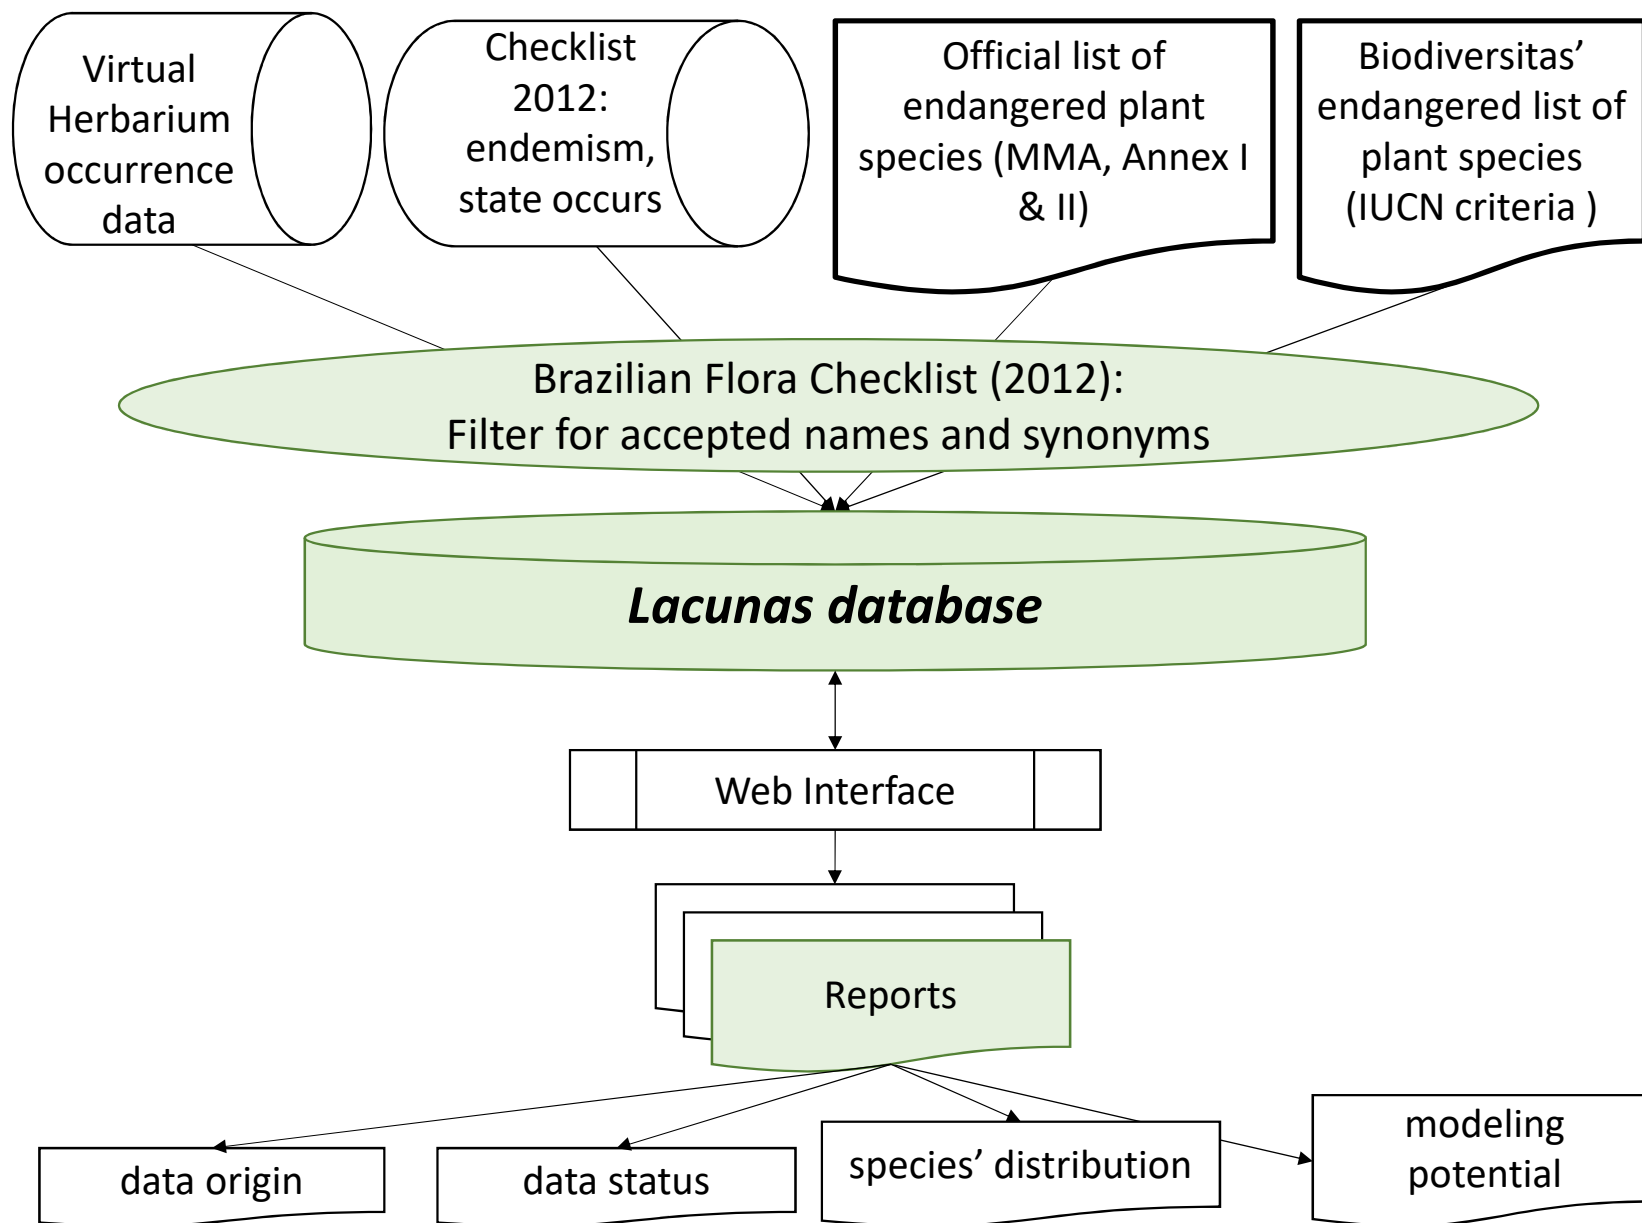 Virtual
Herbarium
occurrence
data
Checklist
2012:
endemism,
state occurs
Official list of
endangered plant
species (MMA, Annex I
& II)
Biodiversitas’
endangered list of
plant species
(IUCN criteria )
Brazilian Flora Checklist (2012):
Filter for accepted names and synonyms
Lacunas database
Web Interface
Reports
data origin
data status
species’ distribution
modeling
potential